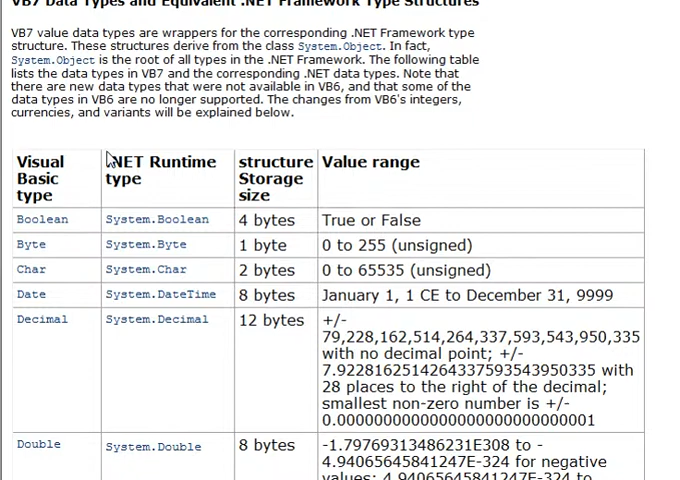 VB7 Data Types and Equivalent .NET Framework Type Structures
VB7 value data types are wrappers for the corresponding .NET Framework type
structure. These structures derive from the class System.Object. In fact,
System.Object is the root of all types in the .NET Framework. The following table
lists the data types in VB7 and the corresponding .NET data types. Note that
there are new data types that were not available in VB6, and that some of the
data types in VB6 are no longer supported. The changes from VB6's integers,
currencies, and variants will be explained below.
Visual Basic type .NET Runtime type structure Storage size Value range
Boolean System.Boolean 4 bytes True or False
Byte System.Byte 1 byte 0 to 255 (unsigned)
Char System.Char 2 bytes 0 to 65535 (unsigned)
Date System.DateTime 8 bytes January 1, 1 CE to December 31, 9999
Decimal System.Decimal 12 bytes +/-
79,228,162,514,264,337,593,543,950,335
with no decimal point; +/-
7.9228162514264337593543950335 with
28 places to the right of the decimal;
smallest non-zero number is +/-
0.0000000000000000000000000001
Double System.Double 8 bytes -1.79769313486231E308 to -
4.94065645841247E-324 for negative
values; 4.94065645841247E-324 to